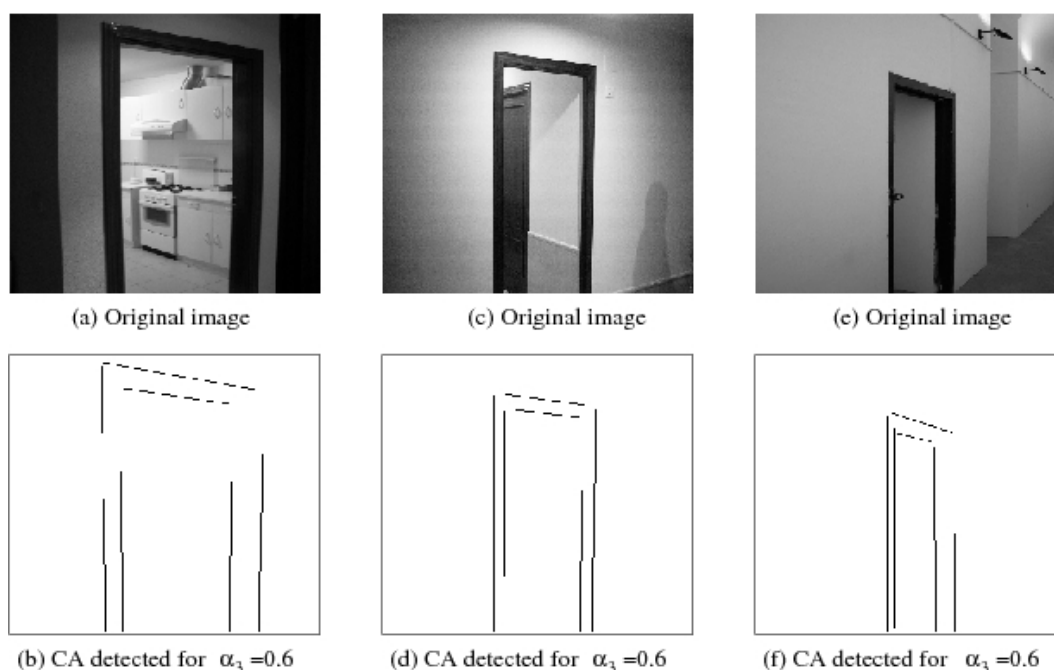 (a) Original image
(c) Original image
(e) Original image
(b) CA detected for α₃=0.6
(d) CA detected for α₃=0.6
(f) CA detected for α₃=0.6